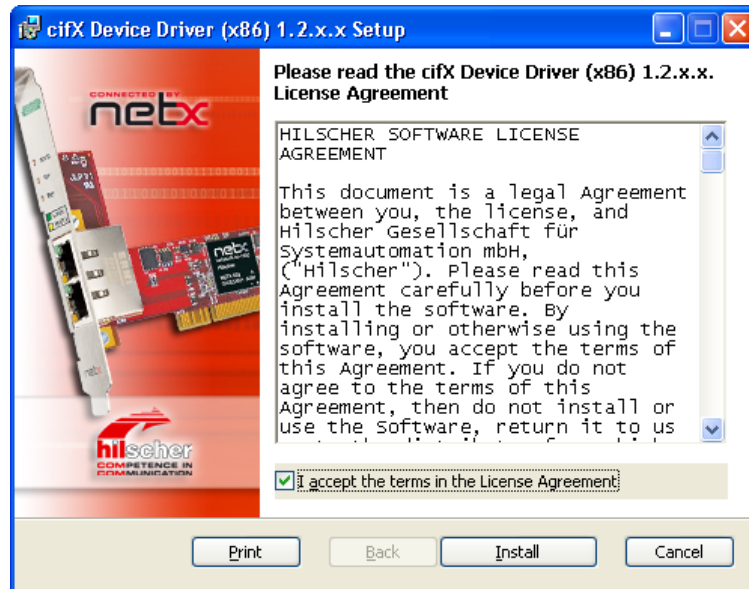 cifX Device Driver (x86) 1.2.x.x Setup
CONNECTED BY
netX
netX
hilscher
COMPETENCE IN
COMMUNICATION
Please read the cifX Device Driver (x86) 1.2.x.x.
License Agreement
HILSCHER SOFTWARE LICENSE
AGREEMENT
This document is a legal Agreement
between you, the license, and
Hilscher Gesellschaft für
Systemautomation mbH,
("Hilscher"). Please read this
Agreement carefully before you
install the software. By
installing or otherwise using the
software, you accept the terms of
this Agreement. If you do not
agree to the terms of this
Agreement, then do not install or
use the Software, return it to us
I accept the terms in the License Agreement
Print
Back
Install
Cancel